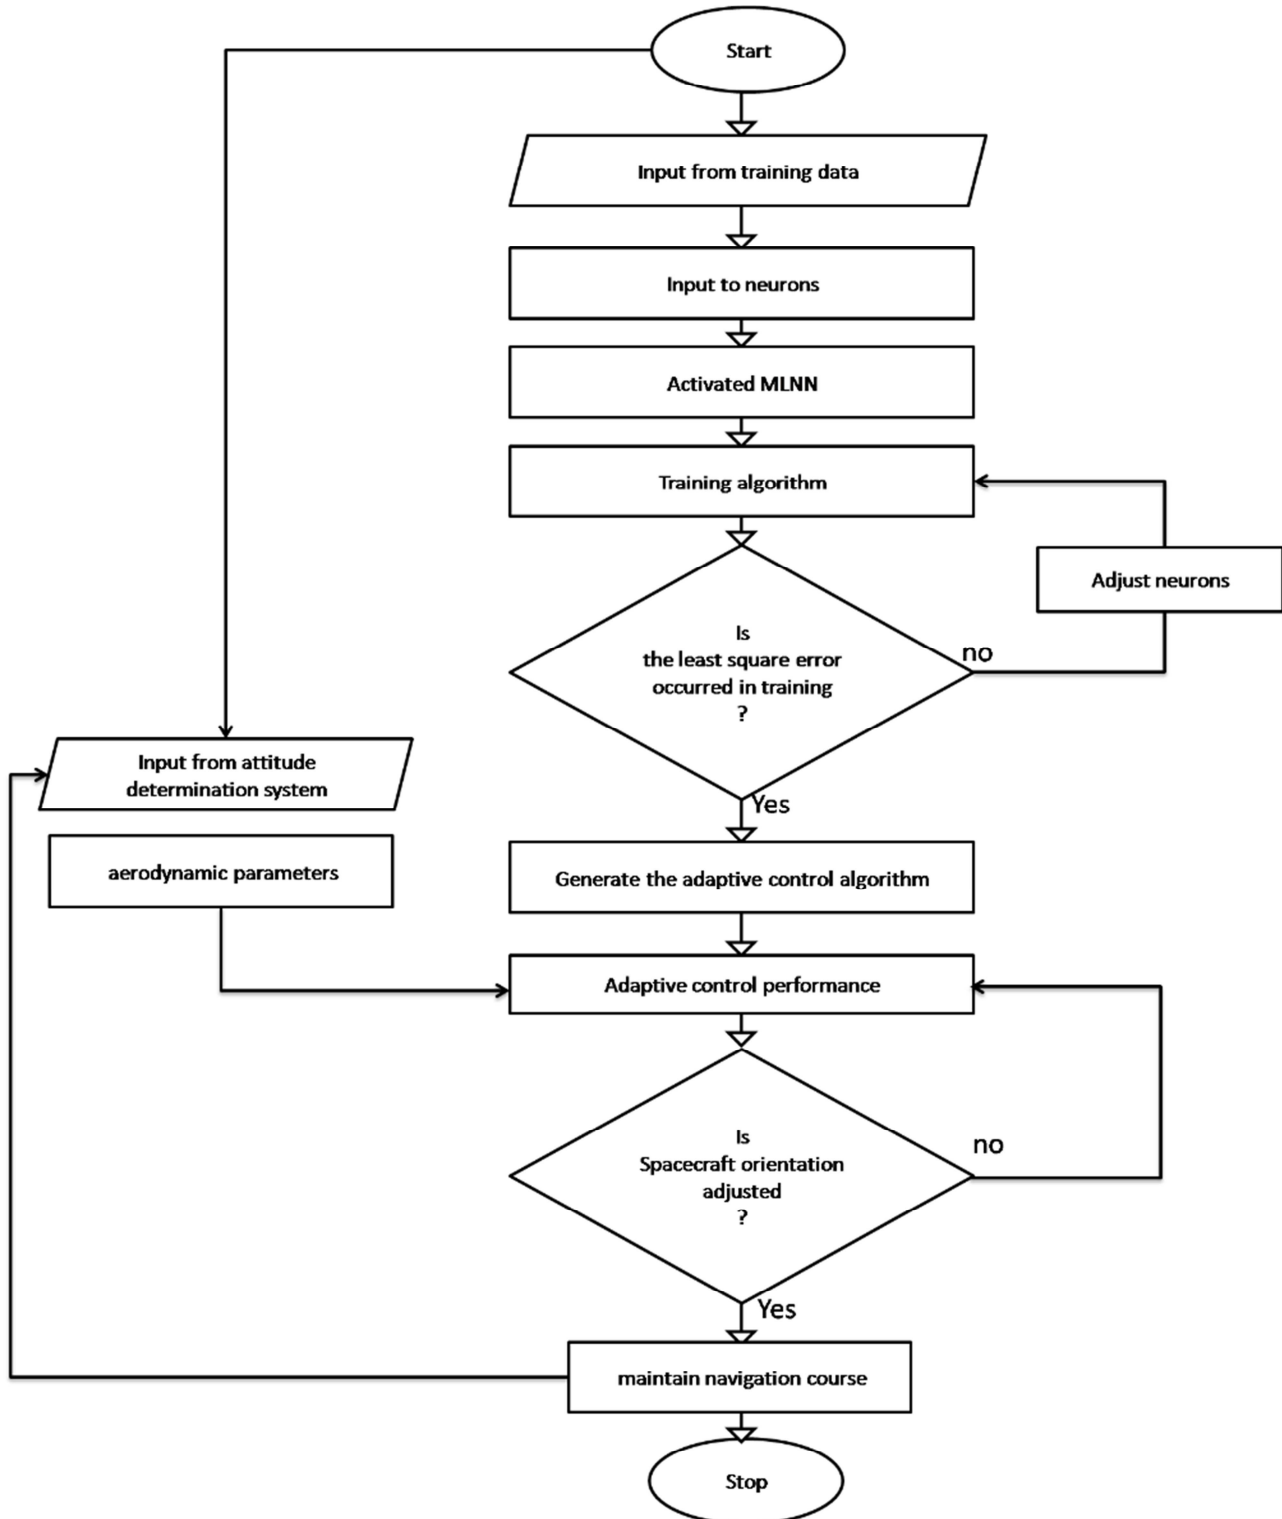 Start
Input from training data
Input to neurons
Activated MLNN
Training algorithm
Adjust neurons
Is
the least square error
occurred in training
?
no
Yes
Input from attitude
determination system
aerodynamic parameters
Generate the adaptive control algorithm
Adaptive control performance
Is
Spacecraft orientation
adjusted
?
no
Yes
maintain navigation course
Stop